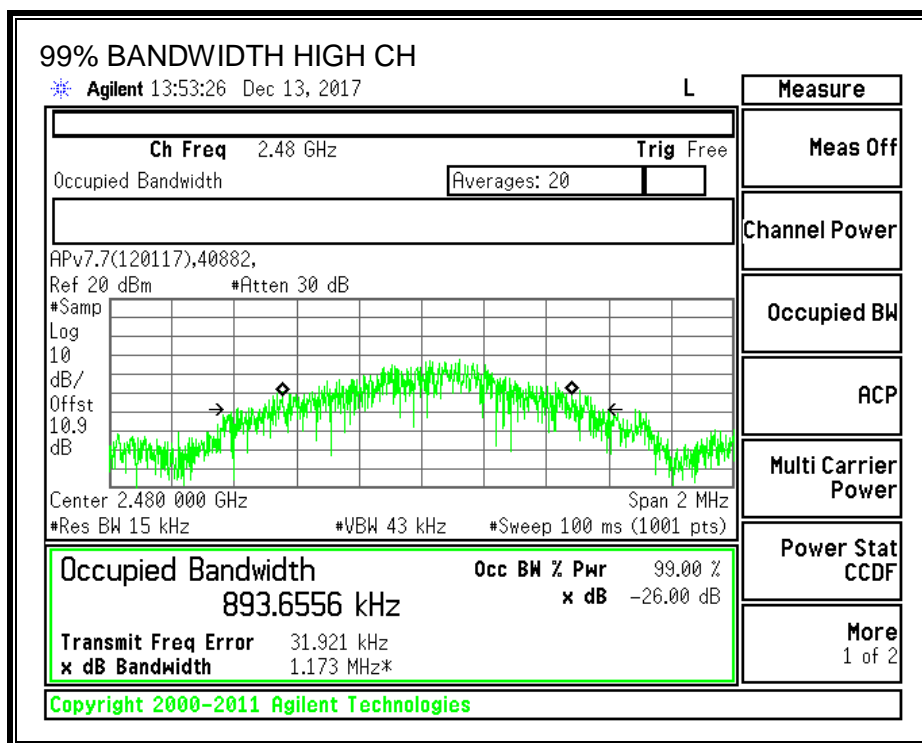 99% BANDWIDTH HIGH CH
Agilent 13:53:26 Dec 13, 2017 L
Ch Freq 2.48 GHz Trig Free
Occupied Bandwidth Averages: 20
APv7.7(120117),40882,
Ref 20 dBm #Atten 30 dB
#Samp
Log
10
dB/
Offst
10.9
dB
Center 2.480 000 GHz Span 2 MHz
#Res BW 15 kHz #VBW 43 kHz #Sweep 100 ms (1001 pts)
Occupied Bandwidth Occ BW % Pwr 99.00 %
893.6556 kHz x dB -26.00 dB
Transmit Freq Error 31.921 kHz
x dB Bandwidth 1.173 MHz*
Copyright 2000-2011 Agilent Technologies
Measure
Meas Off
Channel Power
Occupied BW
ACP
Multi Carrier
Power
Power Stat
CCDF
More
1 of 2